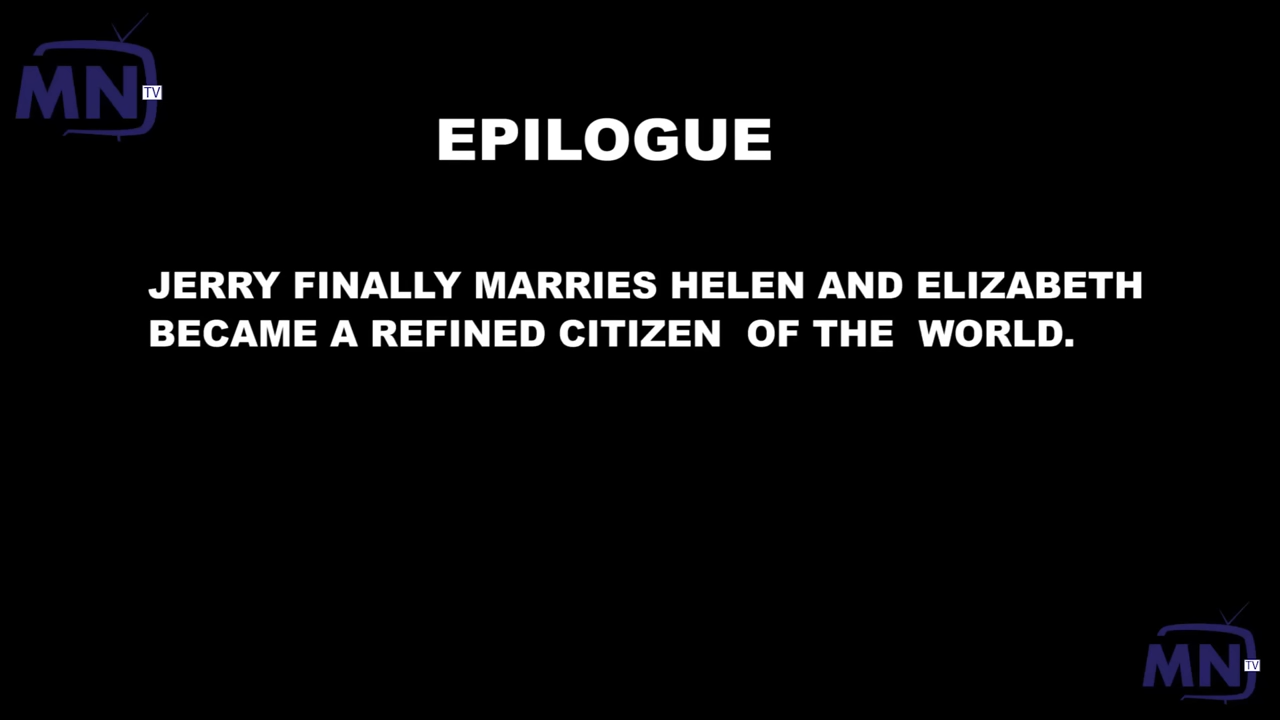 MN TV
EPILOGUE
JERRY FINALLY MARRIES HELEN AND ELIZABETH
BECAME A REFINED CITIZEN OF THE WORLD.
MN TV